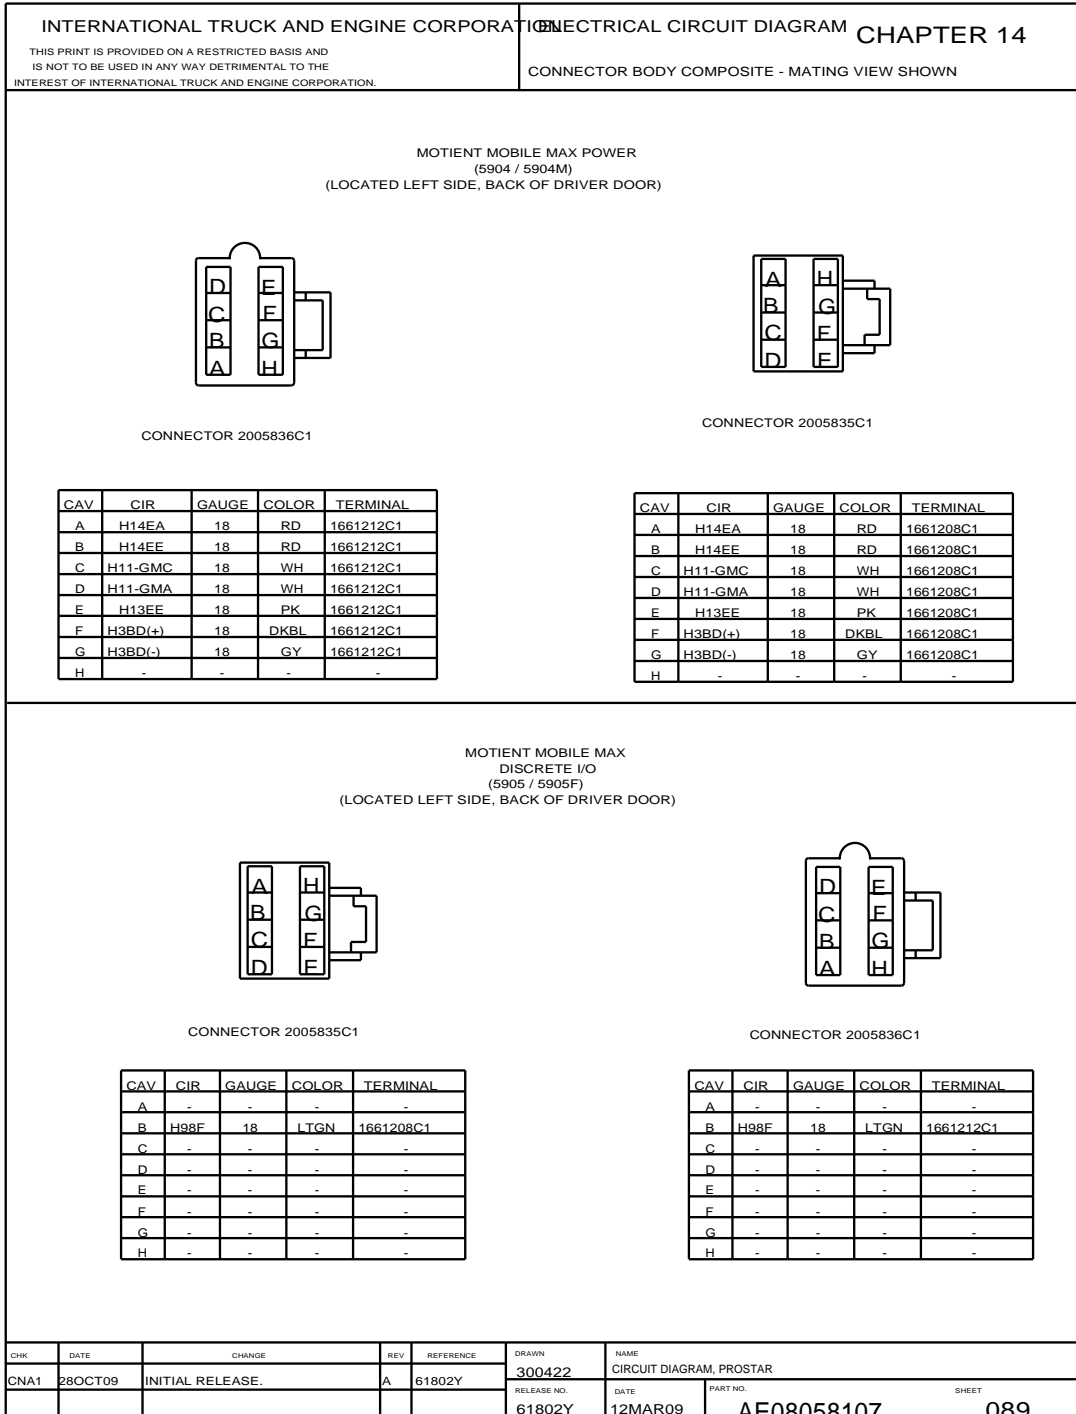 INTERNATIONAL TRUCK AND ENGINE CORPORATION
THIS PRINT IS PROVIDED ON A RESTRICTED BASIS AND
IS NOT TO BE USED IN ANY WAY DETRIMENTAL TO THE
INTEREST OF INTERNATIONAL TRUCK AND ENGINE CORPORATION.
ELECTRICAL CIRCUIT DIAGRAM CHAPTER 14
CONNECTOR BODY COMPOSITE - MATING VIEW SHOWN
MOTIENT MOBILE MAX POWER
(5904 / 5904M)
(LOCATED LEFT SIDE, BACK OF DRIVER DOOR)
D E
C F
B G
A H
CONNECTOR 2005836C1
CAV CIR GAUGE COLOR TERMINAL
A H14EA 18 RD 1661212C1
B H14EE 18 RD 1661212C1
C H11-GMC 18 WH 1661212C1
D H11-GMA 18 WH 1661212C1
E H13EE 18 PK 1661212C1
F H3BD(+) 18 DKBL 1661212C1
G H3BD(-) 18 GY 1661212C1
H - - - -
A H
B G
C F
D E
CONNECTOR 2005835C1
CAV CIR GAUGE COLOR TERMINAL
A H14EA 18 RD 1661208C1
B H14EE 18 RD 1661208C1
C H11-GMC 18 WH 1661208C1
D H11-GMA 18 WH 1661208C1
E H13EE 18 PK 1661208C1
F H3BD(+) 18 DKBL 1661208C1
G H3BD(-) 18 GY 1661208C1
H - - - -
MOTIENT MOBILE MAX
DISCRETE I/O
(5905 / 5905F)
(LOCATED LEFT SIDE, BACK OF DRIVER DOOR)
A H
B G
C F
D E
CONNECTOR 2005835C1
CAV CIR GAUGE COLOR TERMINAL
A - - - -
B H98F 18 LTGN 1661208C1
C - - - -
D - - - -
E - - - -
F - - - -
G - - - -
H - - - -
D E
C F
B G
A H
CONNECTOR 2005836C1
CAV CIR GAUGE COLOR TERMINAL
A - - - -
B H98F 18 LTGN 1661212C1
C - - - -
D - - - -
E - - - -
F - - - -
G - - - -
H - - - -
CHK DATE CHANGE REV REFERENCE
CNA1 28OCT09 INITIAL RELEASE. A 61802Y
DRAWN
300422
NAME
CIRCUIT DIAGRAM, PROSTAR
RELEASE NO.
61802Y
DATE
12MAR09
PART NO.
AE08058107
SHEET
089